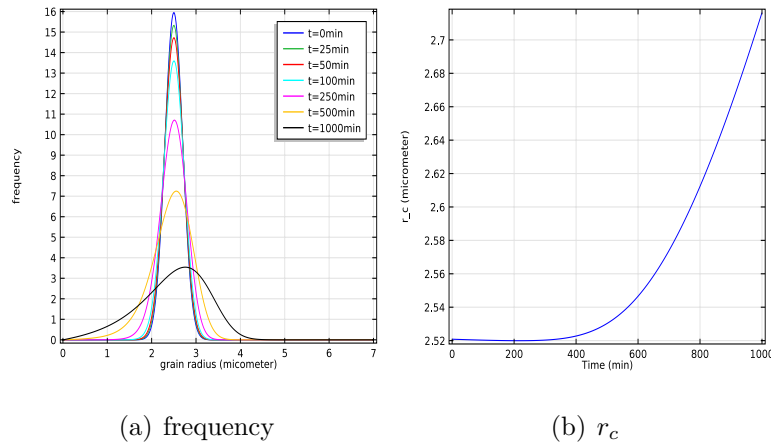 16
15
14
13
12
11
10
9
8
7
6
5
4
3
2
1
0
frequency
t=0min
t=25min
t=50min
t=100min
t=250min
t=500min
t=1000min
0 1 2 3 4 5 6 7
grain radius (micometer)
(a) frequency
2.7
2.68
2.66
2.64
2.62
2.6
2.58
2.56
2.54
2.52
r_c (micrometer)
0 200 400 600 800 1000
Time (min)
(b) r_c